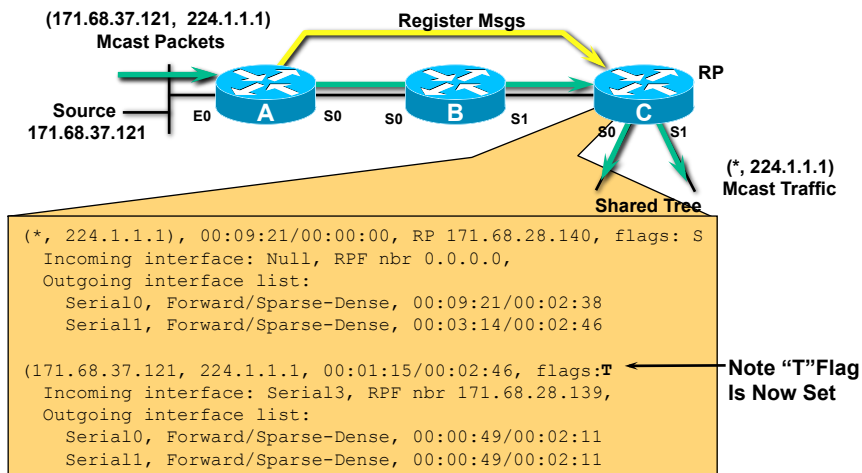 (171.68.37.121, 224.1.1.1)
Mcast Packets
Register Msgs
RP
Source
171.68.37.121
E0
A
S0
S0
B
S1
C
S0
S1
(*, 224.1.1.1)
Mcast Traffic
Shared Tree
(*, 224.1.1.1), 00:09:21/00:00:00, RP 171.68.28.140, flags: S
Incoming interface: Null, RPF nbr 0.0.0.0,
Outgoing interface list:
Serial0, Forward/Sparse-Dense, 00:09:21/00:02:38
Serial1, Forward/Sparse-Dense, 00:03:14/00:02:46
(171.68.37.121, 224.1.1.1, 00:01:15/00:02:46, flags:T
Incoming interface: Serial3, RPF nbr 171.68.28.139,
Outgoing interface list:
Serial0, Forward/Sparse-Dense, 00:00:49/00:02:11
Serial1, Forward/Sparse-Dense, 00:00:49/00:02:11
Note “T”Flag
Is Now Set